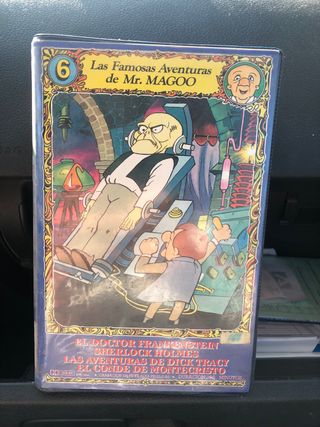 6
Las Famosas Aventuras
de Mr. MAGOO
EL DOCTOR FRANKENSTEIN
SHERLOCK HOLMES
LAS AVENTURAS DE DICK TRACY
EL CONDE DE MONTECRISTO